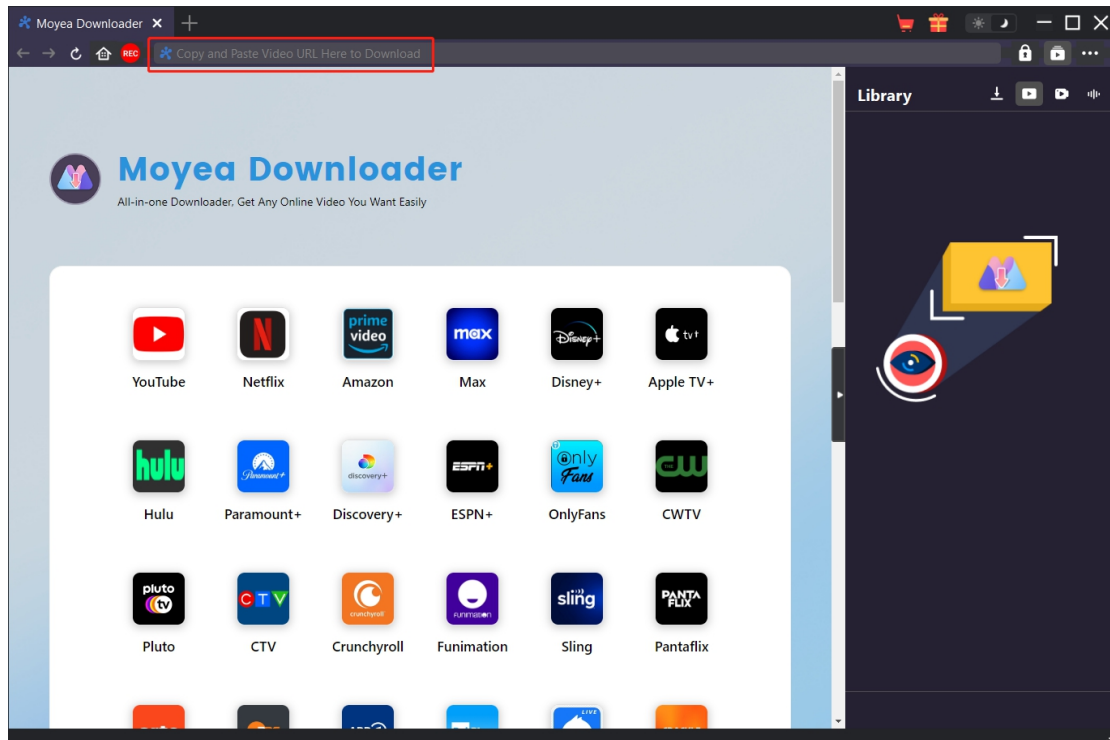 Moyea Downloader
REC
Copy and Paste Video URL Here to Download
Library
Moyea Downloader
All-in-one Downloader, Get Any Online Video You Want Easily
prime video
max
Disney+
tv+
YouTube
Netflix
Amazon
Max
Disney+
Apple TV+
hulu
Paramount+
discovery+
ESPN+
Only Fans
THE CW
Hulu
Paramount+
Discovery+
ESPN+
OnlyFans
CWTV
pluto tv
CTV
crunchyroll
FUNIMATION
sling
PANTAFLIX
Pluto
CTV
Crunchyroll
Funimation
Sling
Pantaflix
LIVE